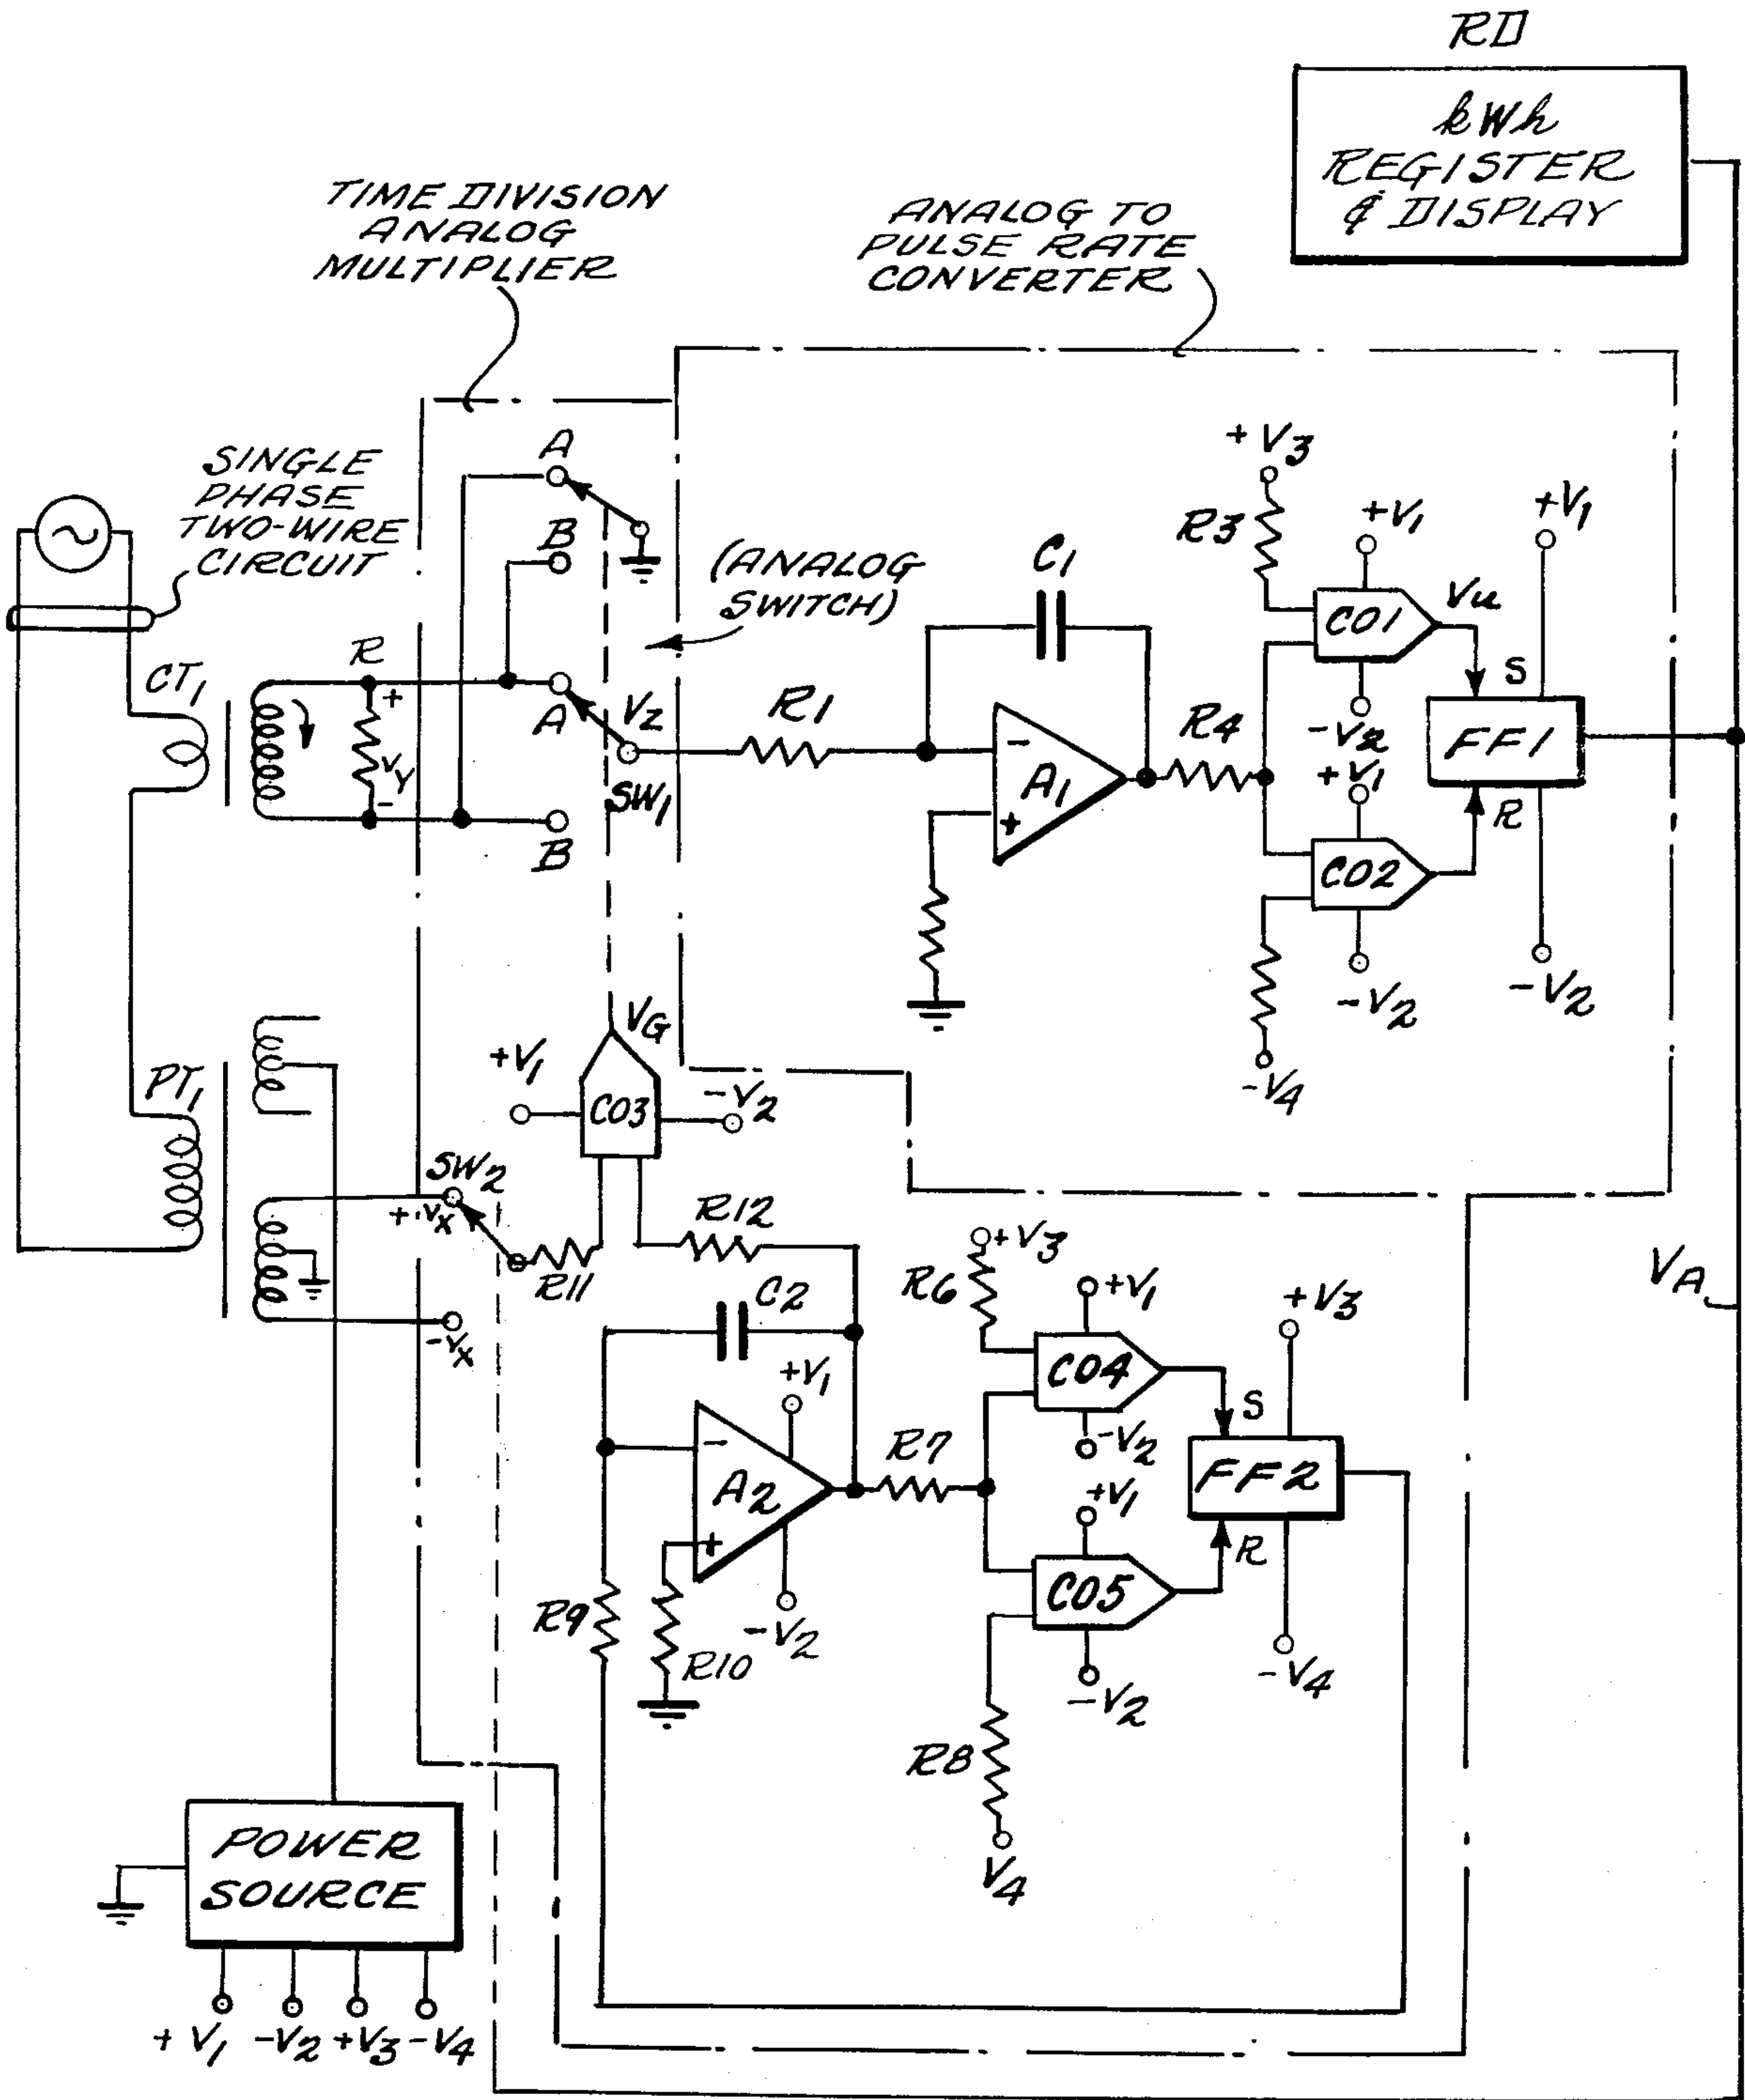 RD
kWh
REGISTER
& DISPLAY
TIME DIVISION
ANALOG
MULTIPLIER
ANALOG TO
PULSE RATE
CONVERTER
SINGLE
PHASE
TWO-WIRE
CIRCUIT
A
B
(ANALOG
SWITCH)
CT1
R
+
VY
-
A
VZ
SW1
B
R1
C1
-
A1
+
R4
+V3
R3
+V1
CO1
-V2
Vu
+V1
S
FF1
R
+V1
CO2
-V2
-V2
-V4
VG
+V1
CO3
-V2
PT1
SW2
+VX
-VX
R11
R12
C2
+V1
-
A2
+
-V2
R9
R10
R7
+V3
R6
+V1
CO4
-V2
+V1
CO5
-V2
R8
V4
+V3
S
FF2
R
-V4
VA
POWER
SOURCE
+V1 -V2 +V3 -V4